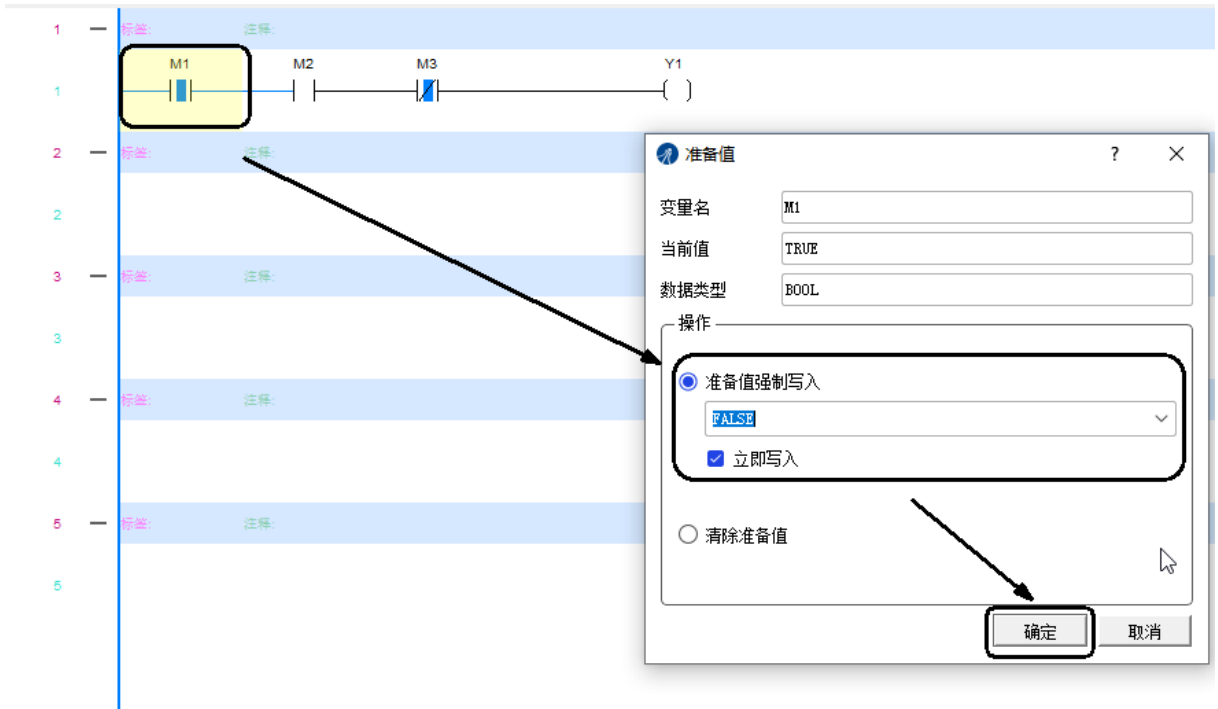 1 标签: 注释:
M1 M2 M3 Y1
1
2 标签: 注释:
2
3 标签: 注释:
3
4 标签: 注释:
4
5 标签: 注释:
5
准备值 ?
变量名 M1
当前值 TRUE
数据类型 BOOL
操作
准备值强制写入
FALSE
立即写入
清除准备值
确定 取消